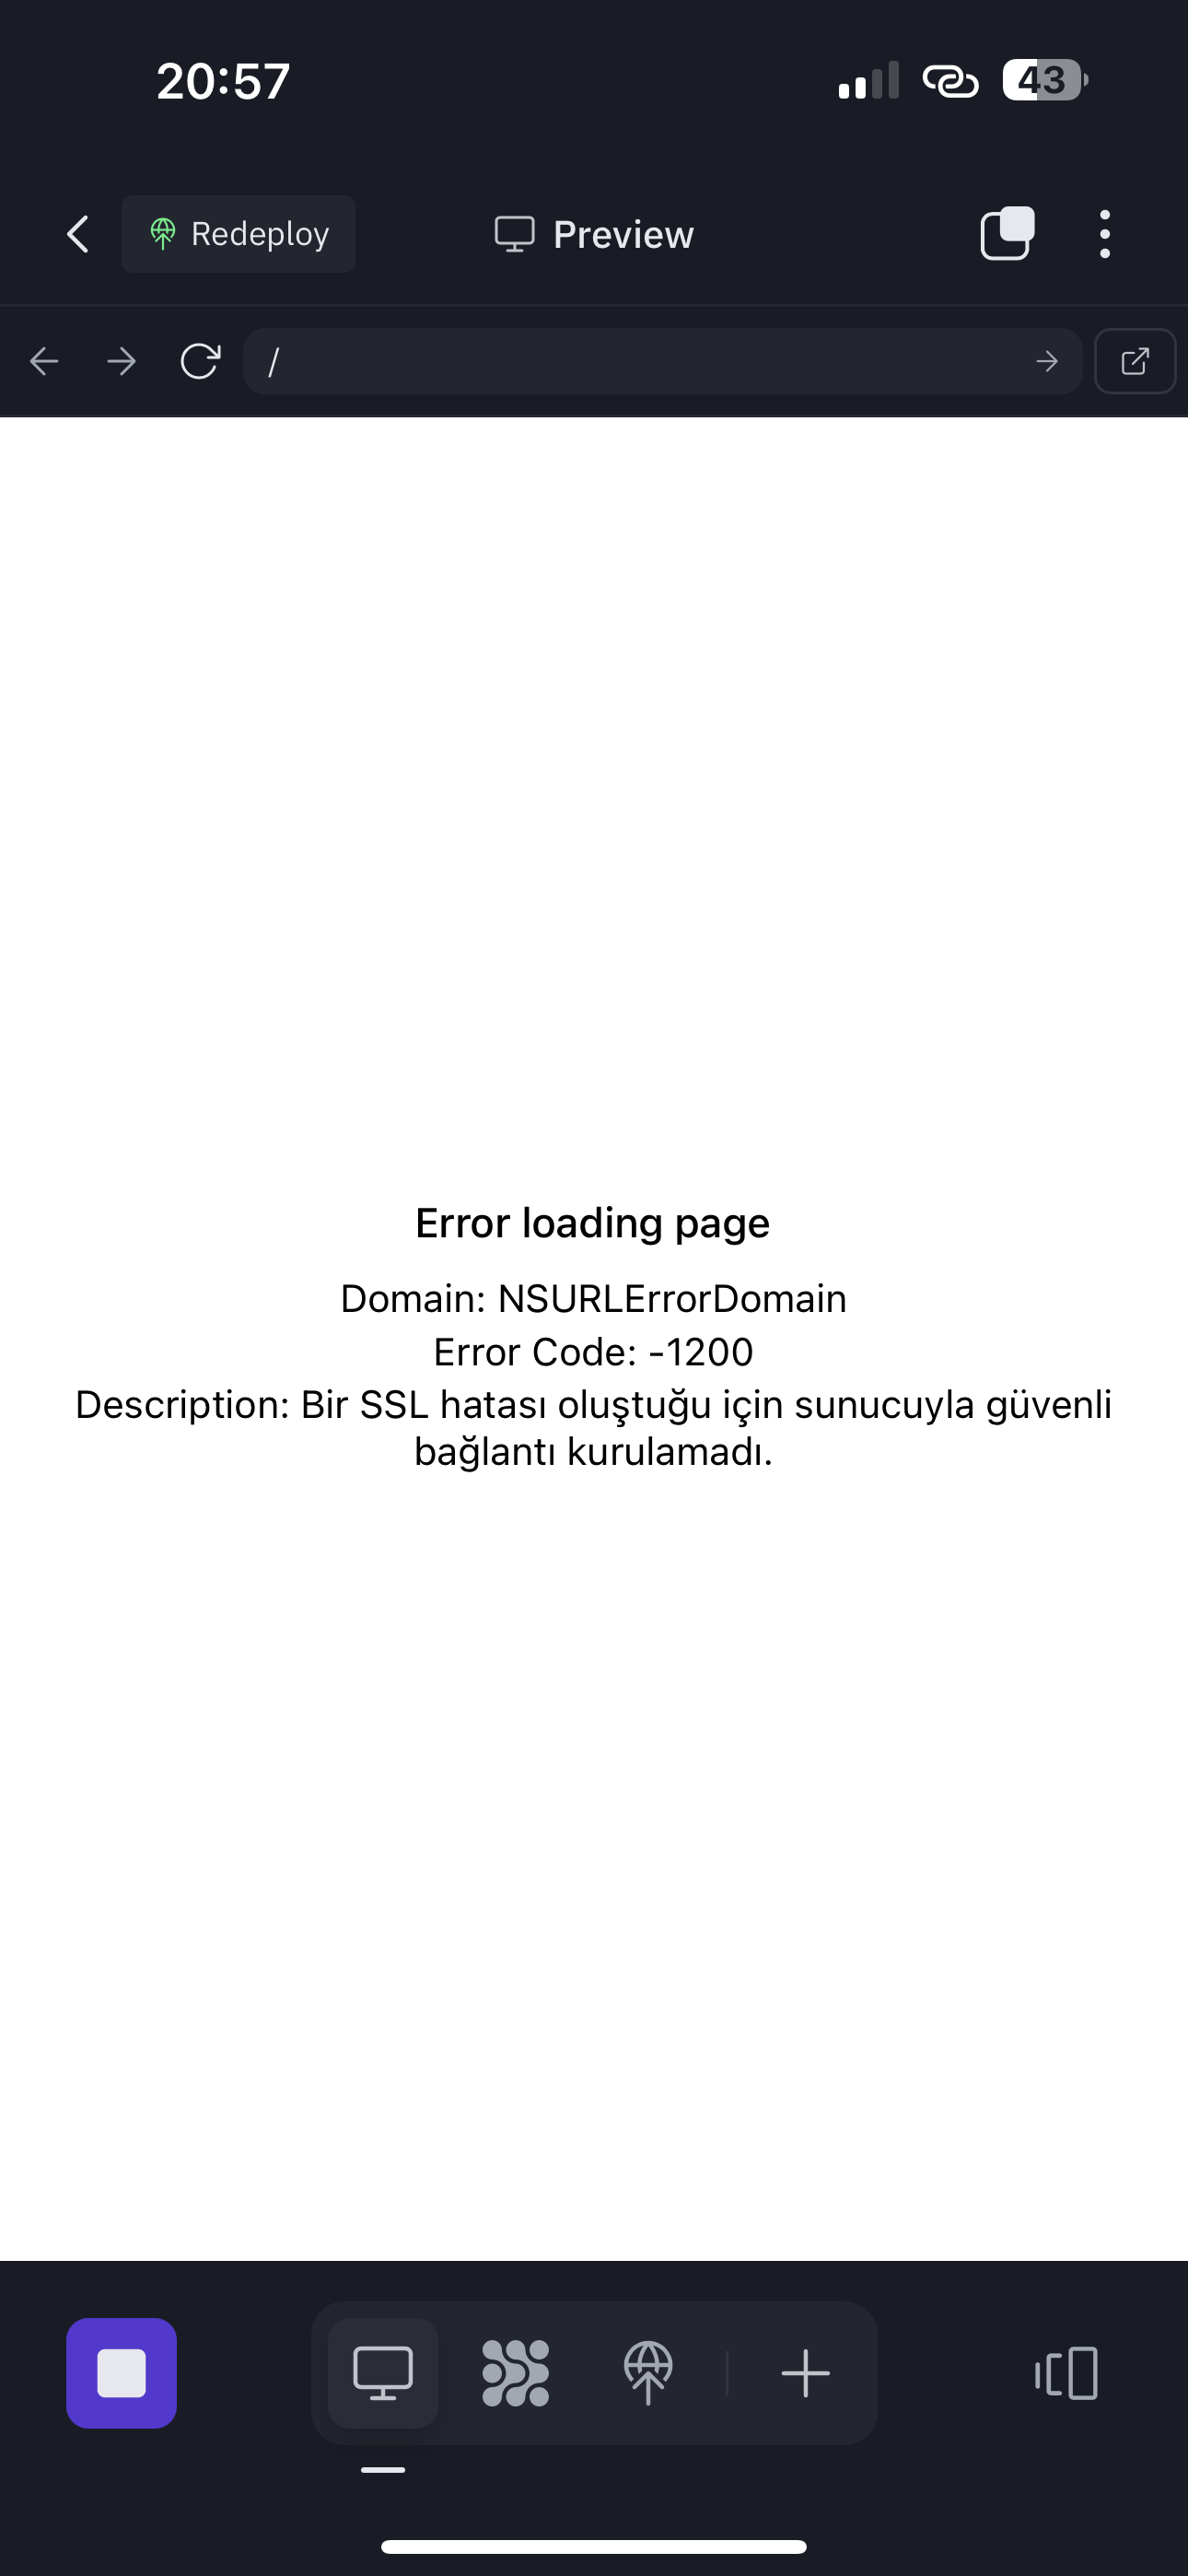 20:57
43
Redeploy
Preview
/
Error loading page
Domain: NSURLErrorDomain
Error Code: -1200
Description: Bir SSL hatası oluştuğu için sunucuyla güvenli
bağlantı kurulamadı.